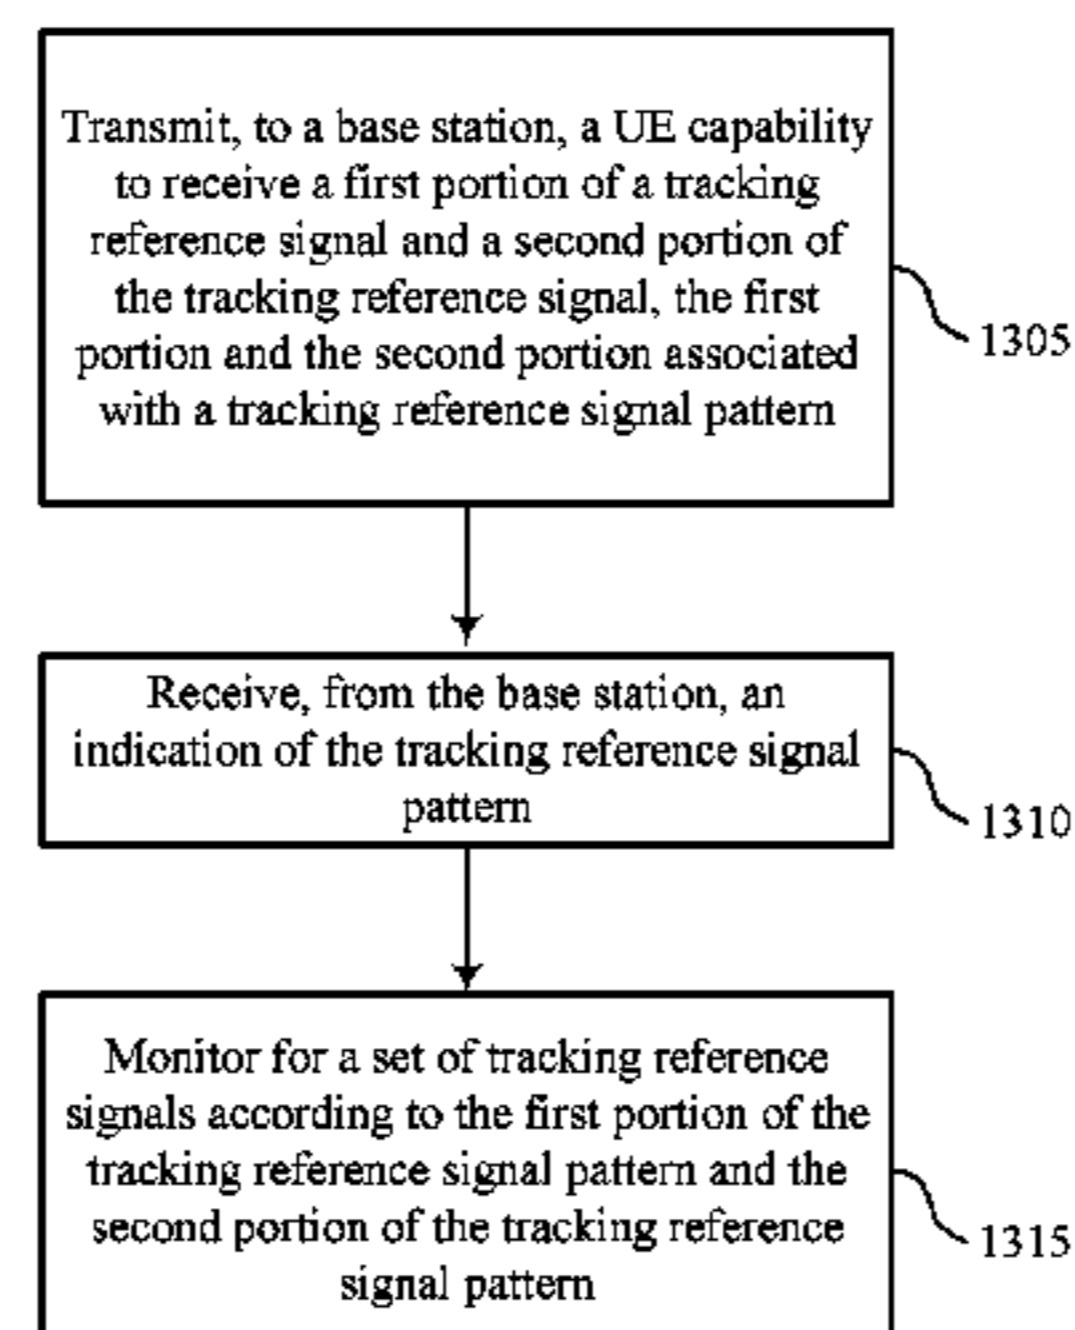 Transmit, to a base station, a UE capability
to receive a first portion of a tracking
reference signal and a second portion of
the tracking reference signal, the first
portion and the second portion associated
with a tracking reference signal pattern
1305
Receive, from the base station, an
indication of the tracking reference signal
pattern
1310
Monitor for a set of tracking reference
signals according to the first portion of the
tracking reference signal pattern and the
second portion of the tracking reference
signal pattern
1315